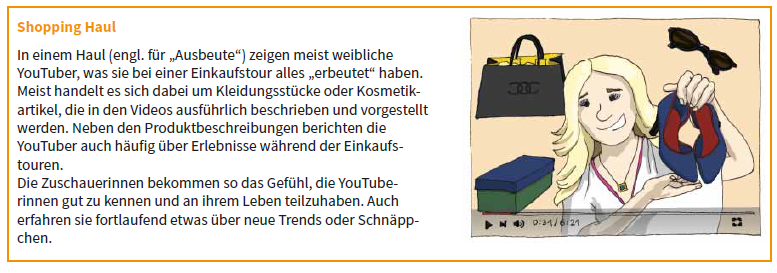 Shopping Haul
In einem Haul (engl. für „Ausbeute“) zeigen meist weibliche
YouTuber, was sie bei einer Einkaufstour alles „erbeutet“ haben.
Meist handelt es sich dabei um Kleidungsstücke oder Kosmetik-
artikel, die in den Videos ausführlich beschrieben und vorgestellt
werden. Neben den Produktbeschreibungen berichten die
YouTuber auch häufig über Erlebnisse während der Einkaufs-
touren.
Die Zuschauerinnen bekommen so das Gefühl, die YouTube-
rinnen gut zu kennen und an ihrem Leben teilzuhaben. Auch
erfahren sie fortlaufend etwas über neue Trends oder Schnäpp-
chen.
0:31/6:21